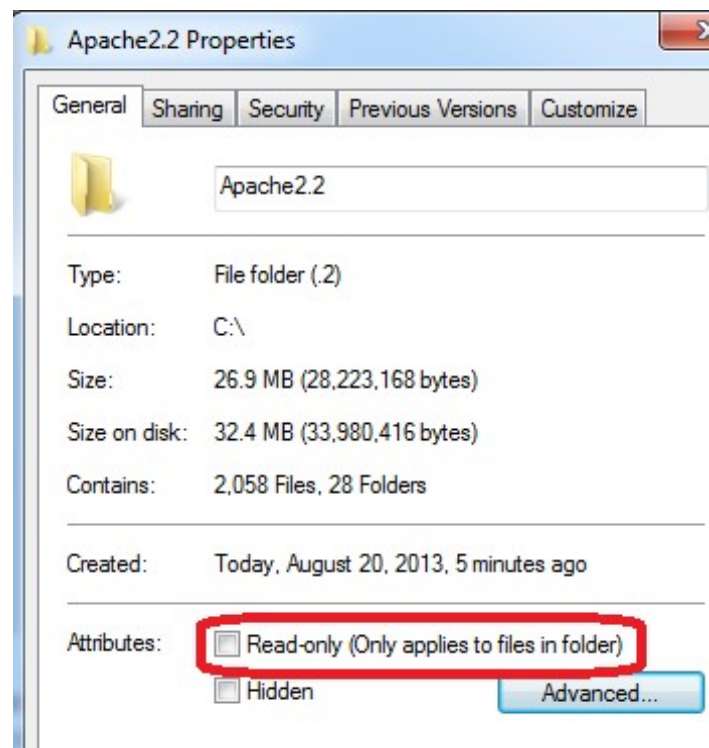 Apache2.2 Properties
General Sharing Security Previous Versions Customize
Apache2.2
Type: File folder (.2)
Location: C:\
Size: 26.9 MB (28,223,168 bytes)
Size on disk: 32.4 MB (33,980,416 bytes)
Contains: 2,058 Files, 28 Folders
Created: Today, August 20, 2013, 5 minutes ago
Attributes: Read-only (Only applies to files in folder)
Hidden Advanced...